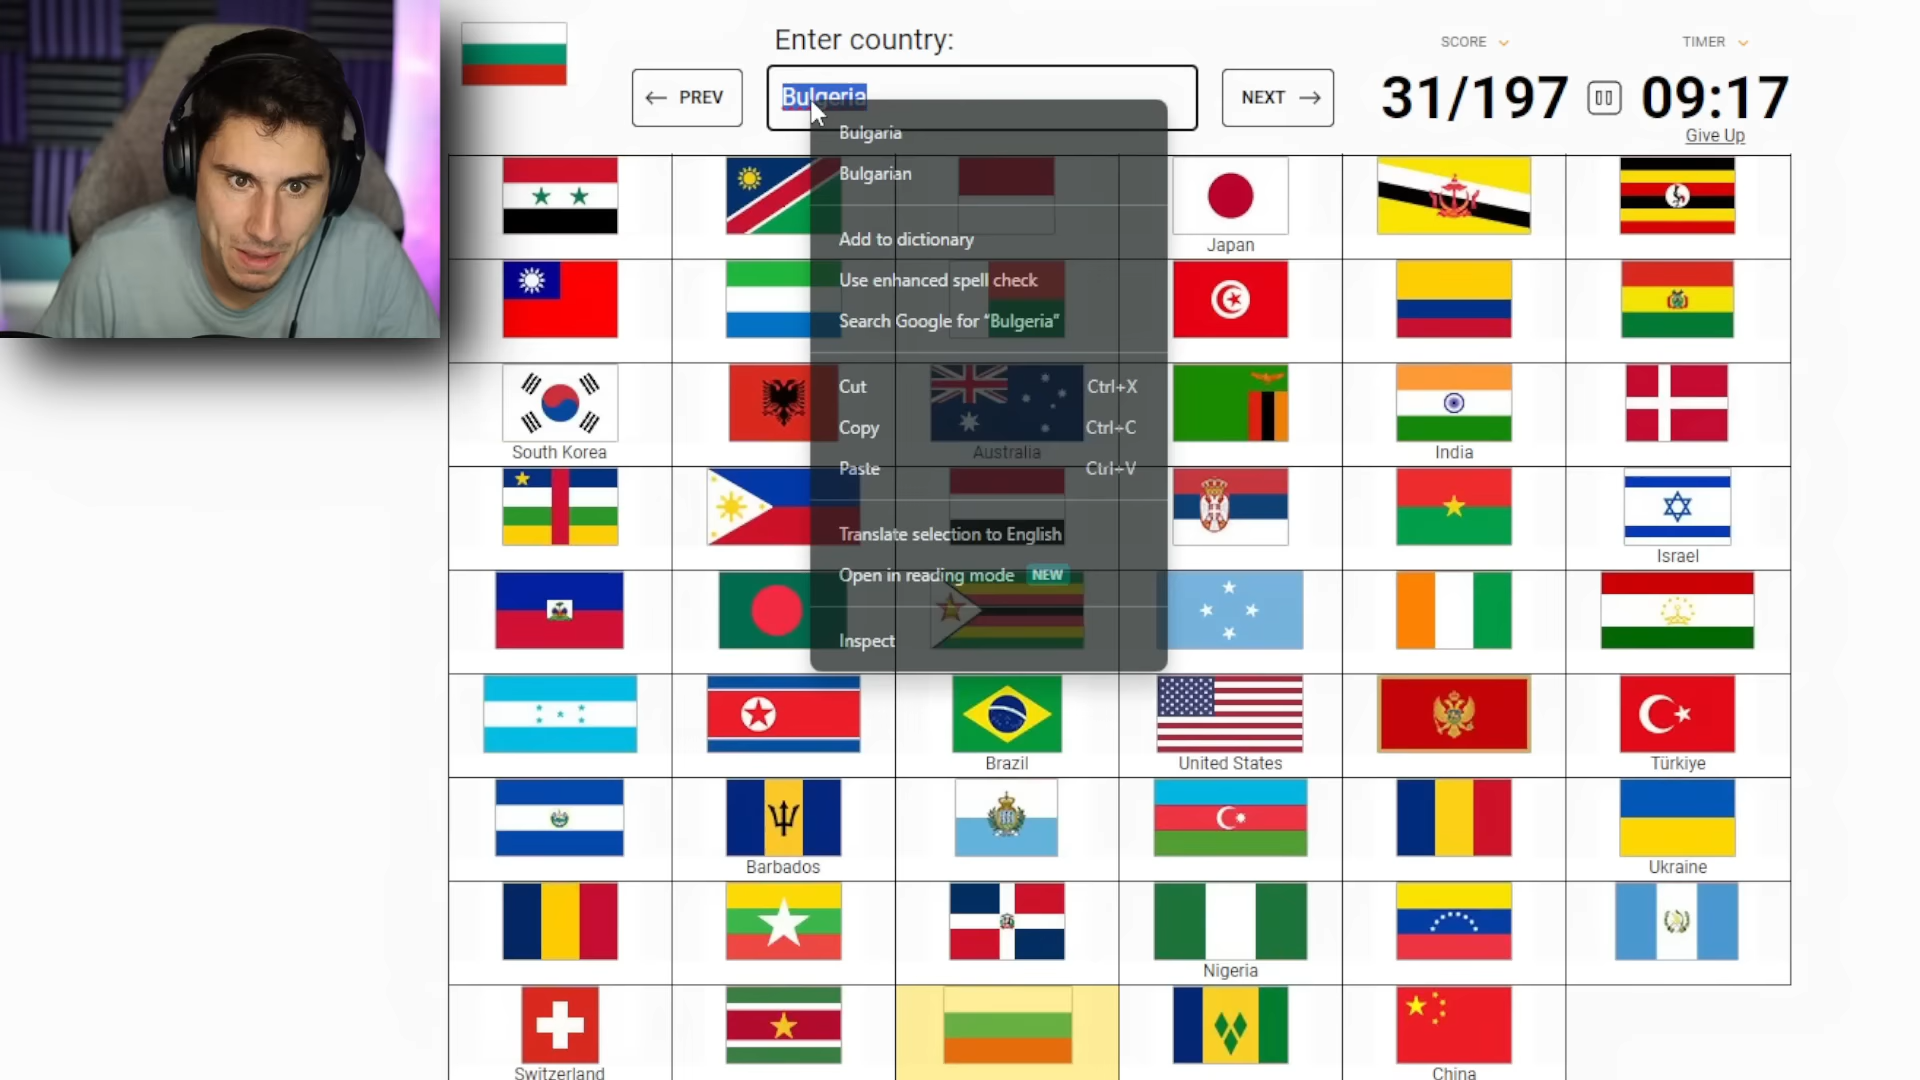 Enter country:
SCORE
TIMER
← PREV
Bulgeria
NEXT →
31/197
09:17
Give Up
Bulgaria
Bulgarian
Add to dictionary
Use enhanced spell check
Search Google for “Bulgeria”
Cut Ctrl+X
Copy Ctrl+C
Paste Ctrl+V
Translate selection to English
Open in reading mode NEW
Inspect
Japan
South Korea
Australia
India
Israel
Brazil
United States
Türkiye
Barbados
Ukraine
Nigeria
Switzerland
China